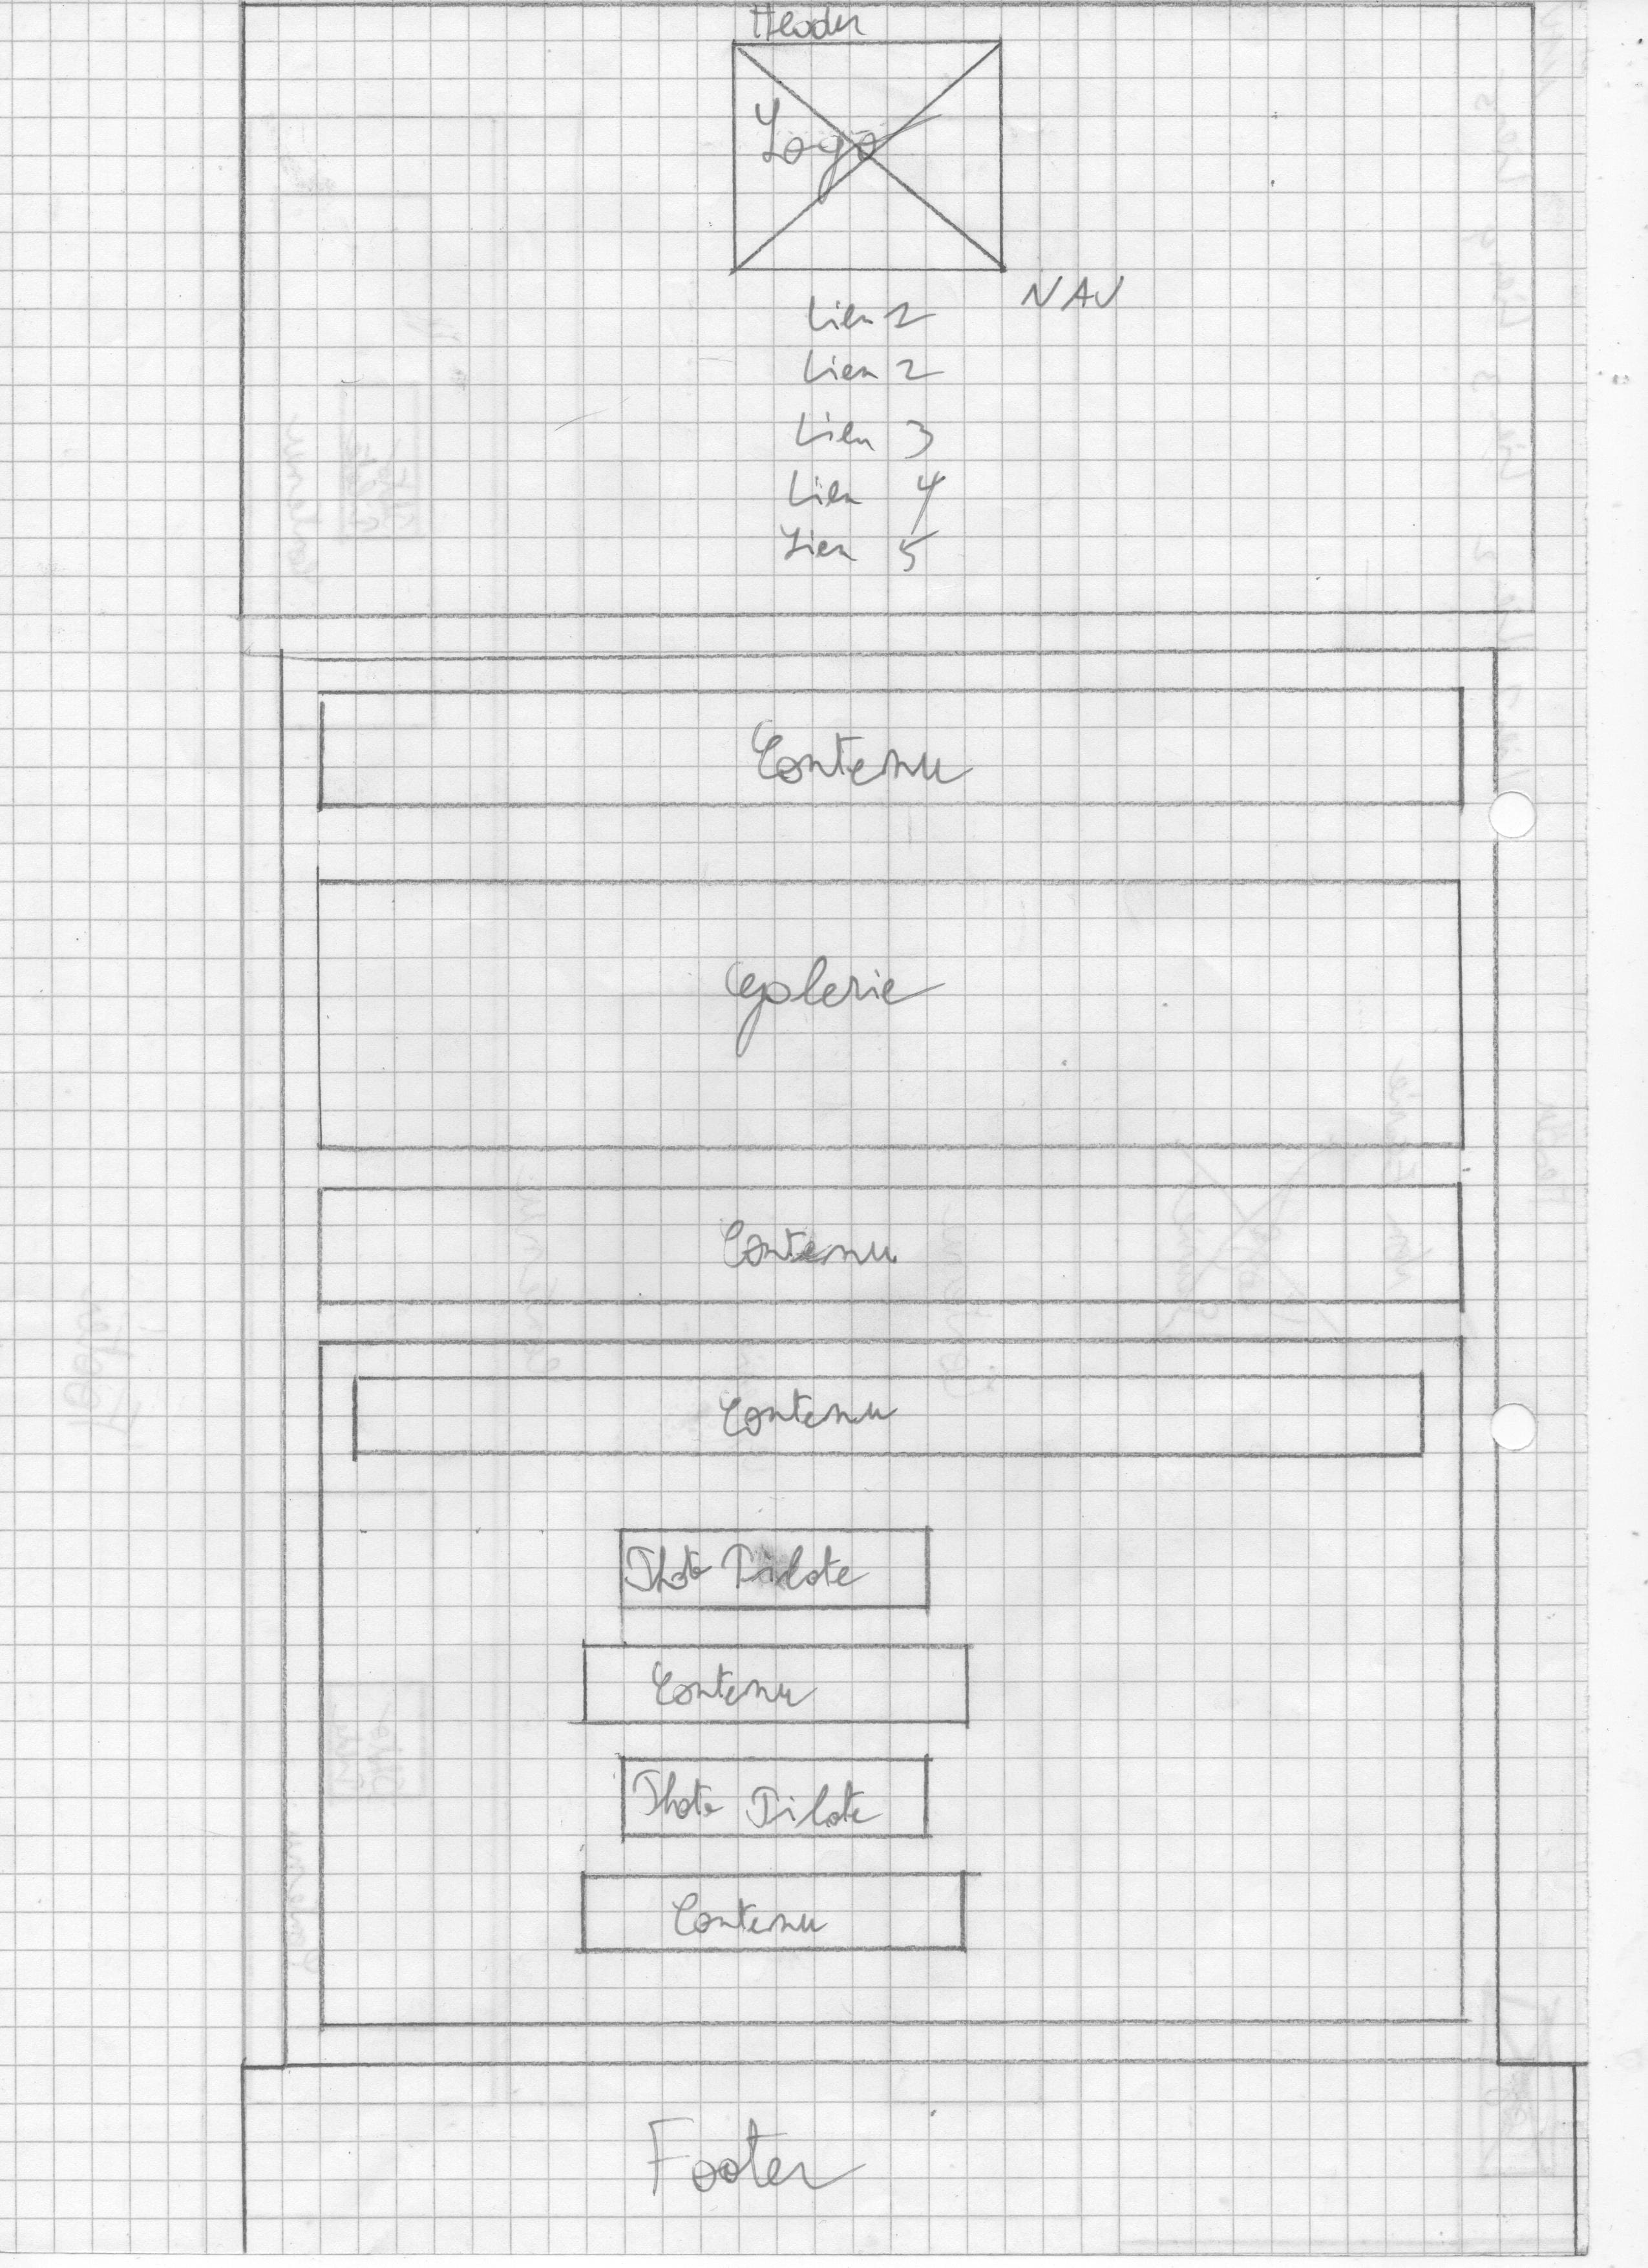 Header
Logo
NAV
Lien 1
Lien 2
Lien 3
Lien 4
Lien 5
Contenu
Galerie
Contenu
Contenu
Photo Pilote
Contenu
Photo Pilote
Contenu
Footer